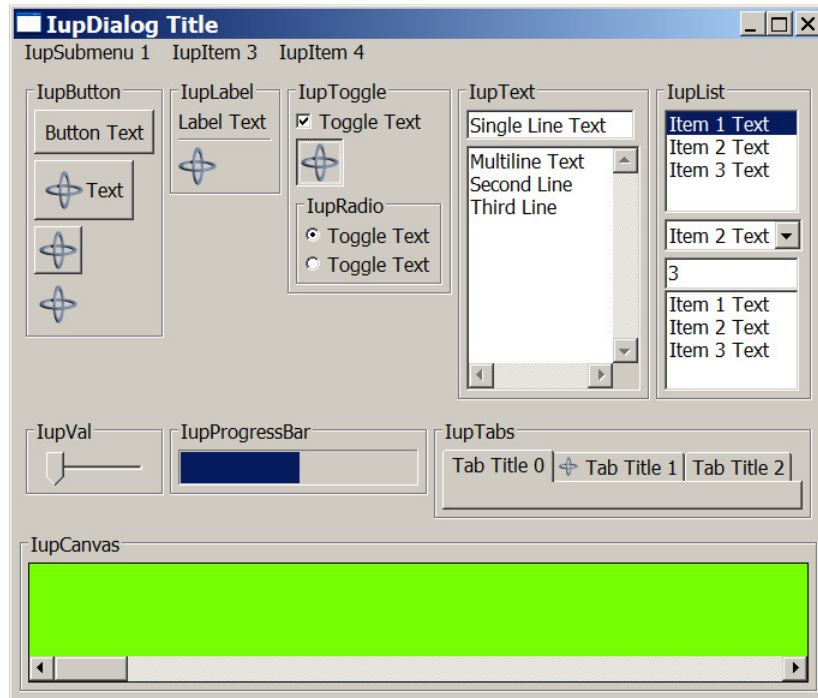 IupDialog Title
IupSubmenu 1 IupItem 3 IupItem 4
IupButton
Button Text
Text
IupLabel
Label Text
IupToggle
Toggle Text
IupRadio
Toggle Text
Toggle Text
IupText
Single Line Text
Multiline Text
Second Line
Third Line
IupList
Item 1 Text
Item 2 Text
Item 3 Text
Item 2 Text
3
Item 1 Text
Item 2 Text
Item 3 Text
IupVal
IupProgressBar
IupTabs
Tab Title 0 Tab Title 1 Tab Title 2
IupCanvas